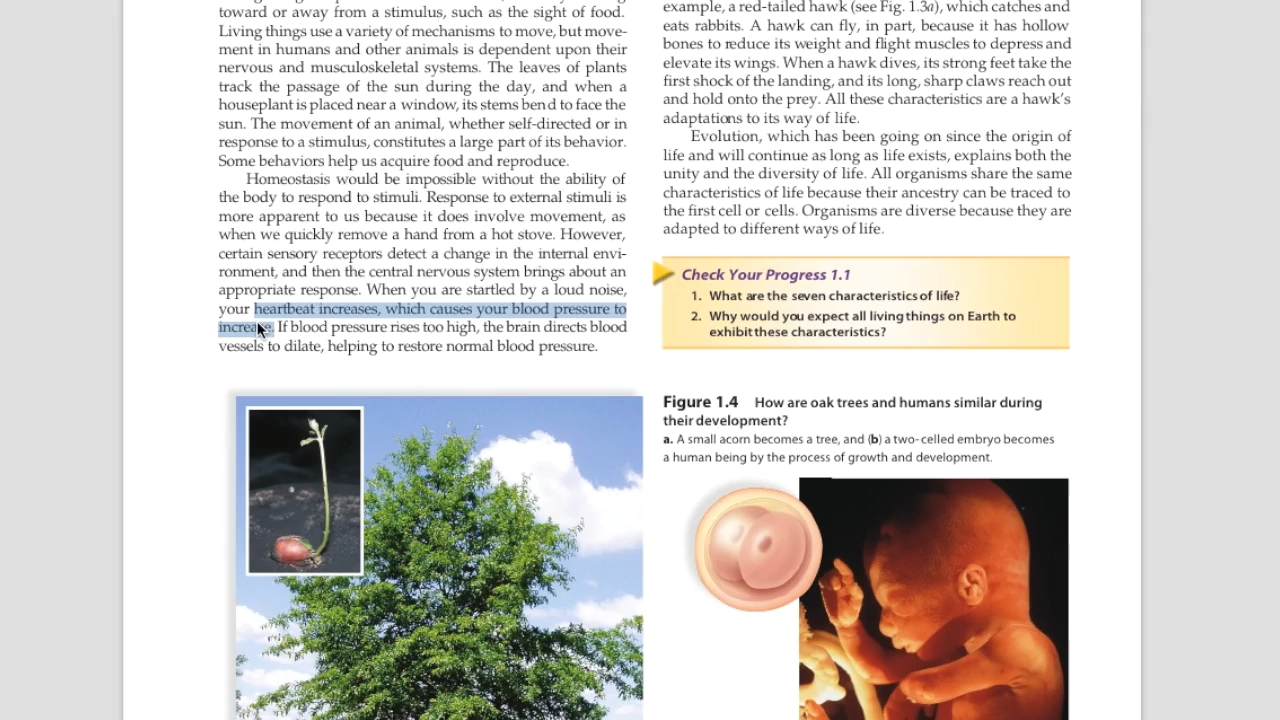 toward or away from a stimulus, such as the sight of food.
Living things use a variety of mechanisms to move, but move-
ment in humans and other animals is dependent upon their
nervous and musculoskeletal systems. The leaves of plants
track the passage of the sun during the day, and when a
houseplant is placed near a window, its stems bend to face the
sun. The movement of an animal, whether self-directed or in
response to a stimulus, constitutes a large part of its behavior.
Some behaviors help us acquire food and reproduce.
Homeostasis would be impossible without the ability of
the body to respond to stimuli. Response to external stimuli is
more apparent to us because it does involve movement, as
when we quickly remove a hand from a hot stove. However,
certain sensory receptors detect a change in the internal envi-
ronment, and then the central nervous system brings about an
appropriate response. When you are startled by a loud noise,
your heartbeat increases, which causes your blood pressure to
increase. If blood pressure rises too high, the brain directs blood
vessels to dilate, helping to restore normal blood pressure.
example, a red-tailed hawk (see Fig. 1.3a), which catches and
eats rabbits. A hawk can fly, in part, because it has hollow
bones to reduce its weight and flight muscles to depress and
elevate its wings. When a hawk dives, its strong feet take the
first shock of the landing, and its long, sharp claws reach out
and hold onto the prey. All these characteristics are a hawk's
adaptations to its way of life.
Evolution, which has been going on since the origin of
life and will continue as long as life exists, explains both the
unity and the diversity of life. All organisms share the same
characteristics of life because their ancestry can be traced to
the first cell or cells. Organisms are diverse because they are
adapted to different ways of life.
Check Your Progress 1.1
1. What are the seven characteristics of life?
2. Why would you expect all living things on Earth to
exhibit these characteristics?
Figure 1.4 How are oak trees and humans similar during
their development?
a. A small acorn becomes a tree, and (b) a two-celled embryo becomes
a human being by the process of growth and development.